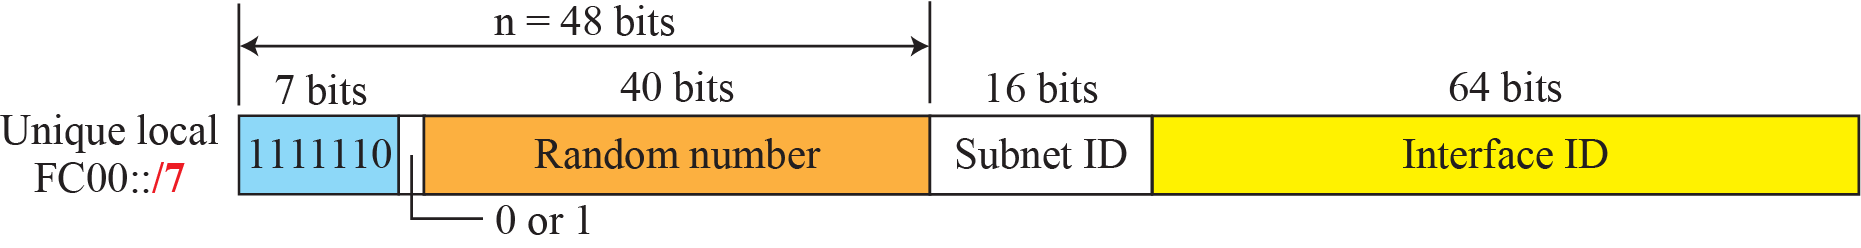 n = 48 bits
7 bits
40 bits
16 bits
64 bits
Unique local
FC00::/7
1111110
Random number
Subnet ID
Interface ID
0 or 1